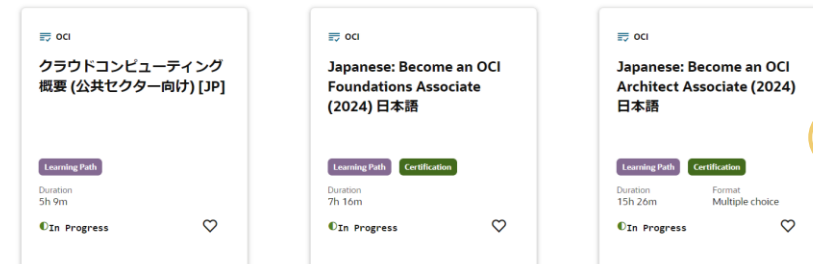 OCI
クラウドコンピューティング
概要 (公共セクター向け) [JP]
Learning Path
Duration
5h 9m
In Progress
OCI
Japanese: Become an OCI
Foundations Associate
(2024) 日本語
Learning Path
Certification
Duration
7h 16m
In Progress
OCI
Japanese: Become an OCI
Architect Associate (2024)
日本語
Learning Path
Certification
Duration
Format
15h 26m
Multiple choice
In Progress